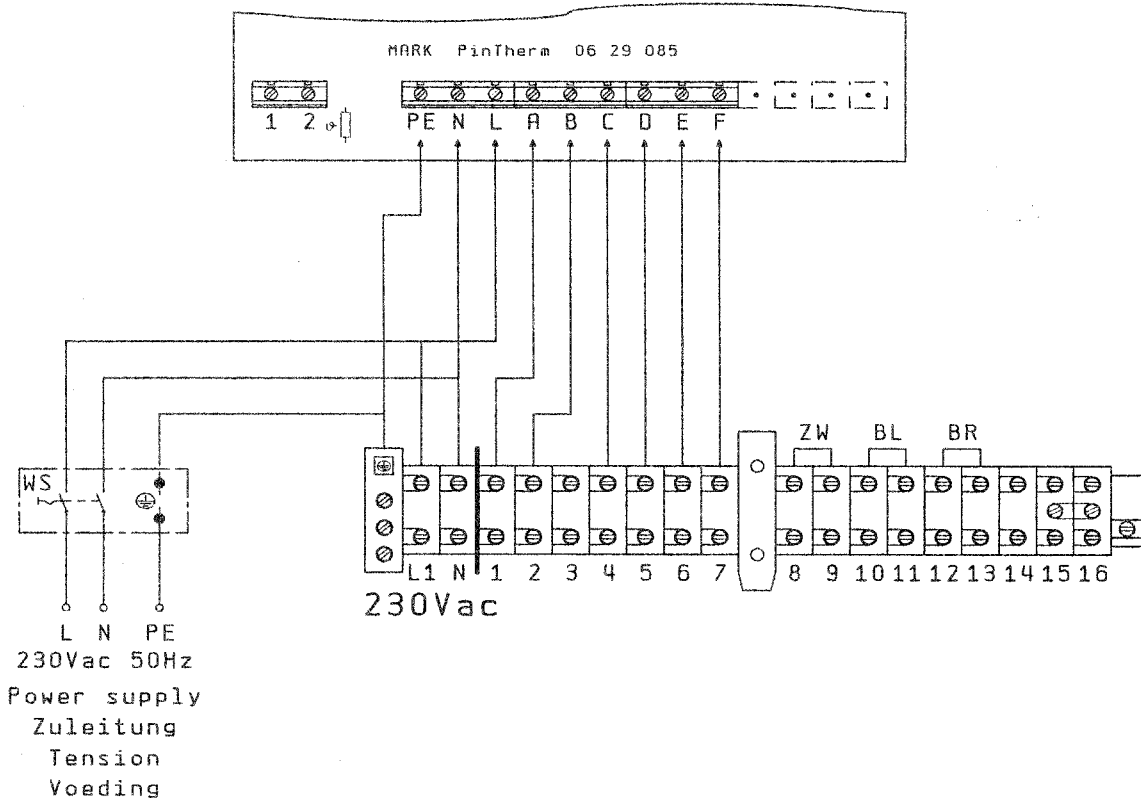 MARK PinTherm 06 29 085
1 2 PE N L A B C D E F
ZW BL BR
WS
L1 N 1 2 3 4 5 6 7 8 9 10 11 12 13 14 15 16
230Vac
L N PE
230Vac 50Hz
Power supply
Zuleitung
Tension
Voeding